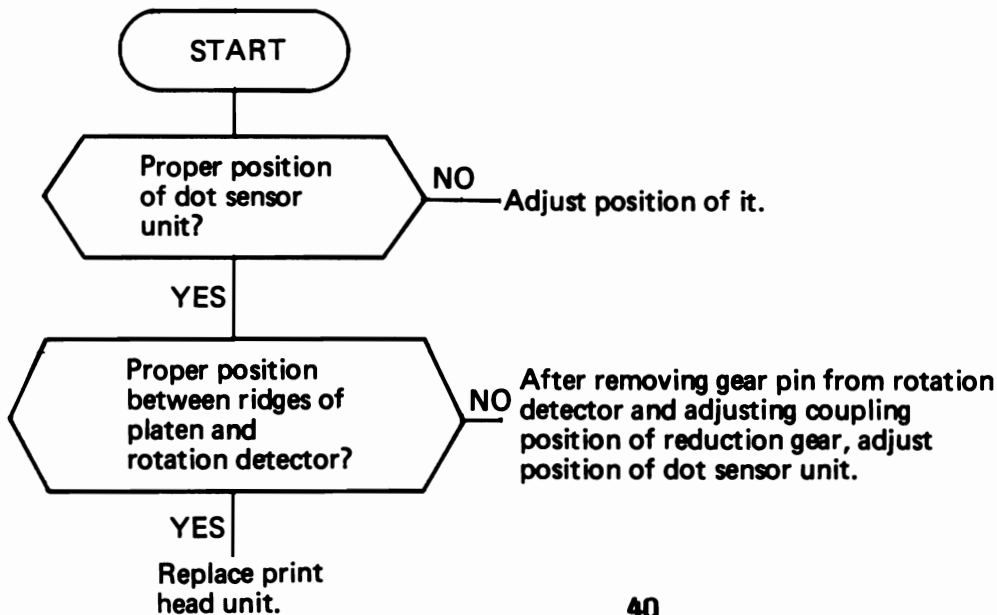 START
Proper position
of dot sensor
unit?
NO
Adjust position of it.
YES
Proper position
between ridges of
platen and
rotation detector?
NO
After removing gear pin from rotation
detector and adjusting coupling
position of reduction gear, adjust
position of dot sensor unit.
YES
Replace print
head unit.
40